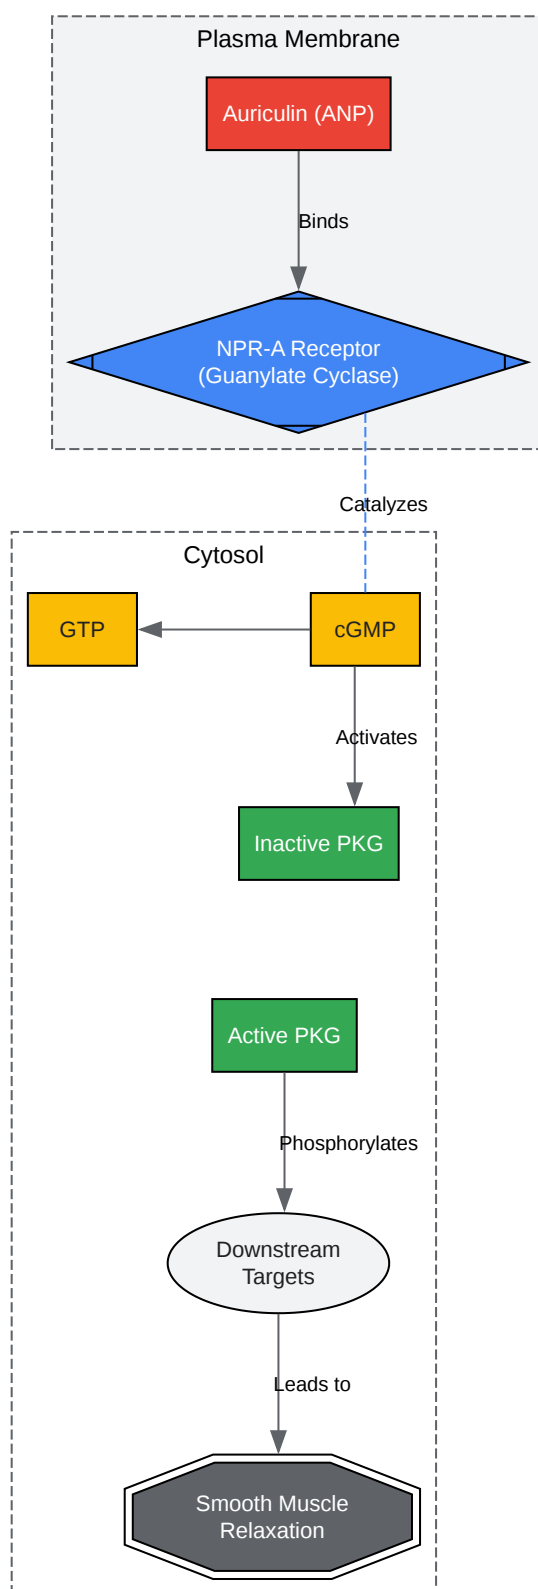 Plasma Membrane
Auriculin (ANP)
Binds
NPR-A Receptor
(Guanylate Cyclase)
Catalyzes
Cytosol
GTP
cGMP
Activates
Inactive PKG
Active PKG
Phosphorylates
Downstream
Targets
Leads to
Smooth Muscle
Relaxation